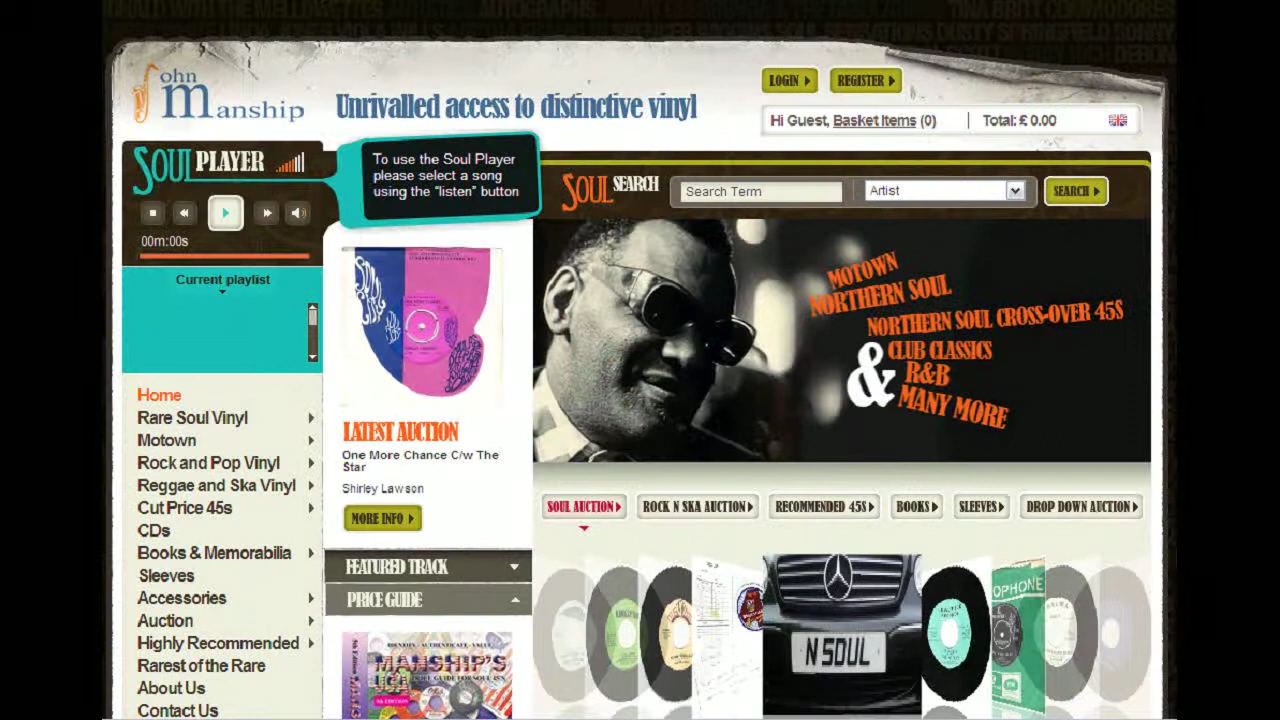 John
Manship
Unrivalled access to distinctive vinyl
LOGIN
REGISTER
Hi Guest, Basket Items (0) | Total: £ 0.00
SOUL PLAYER
To use the Soul Player
please select a song
using the "listen" button
SOUL SEARCH
Search Term
Artist
SEARCH
00m:00s
Current playlist
MOTOWN
NORTHERN SOUL
NORTHERN SOUL CROSS-OVER 45S
CLUB CLASSICS
& R&B
MANY MORE
Home
Rare Soul Vinyl
Motown
Rock and Pop Vinyl
Reggae and Ska Vinyl
Cut Price 45s
CDs
Books & Memorabilia
Sleeves
Accessories
Auction
Highly Recommended
Rarest of the Rare
About Us
Contact Us
SOUL CITY
LATEST AUCTION
One More Chance C/w The
Star
Shirley Lawson
MORE INFO
FEATURED TRACK
PRICE GUIDE
MANSHIP'S
USA
SOUL AUCTION
ROCK N SKA AUCTION
RECOMMENDED 45S
BOOKS
SLEEVES
DROP DOWN AUCTION
N SOUL
OPHONE